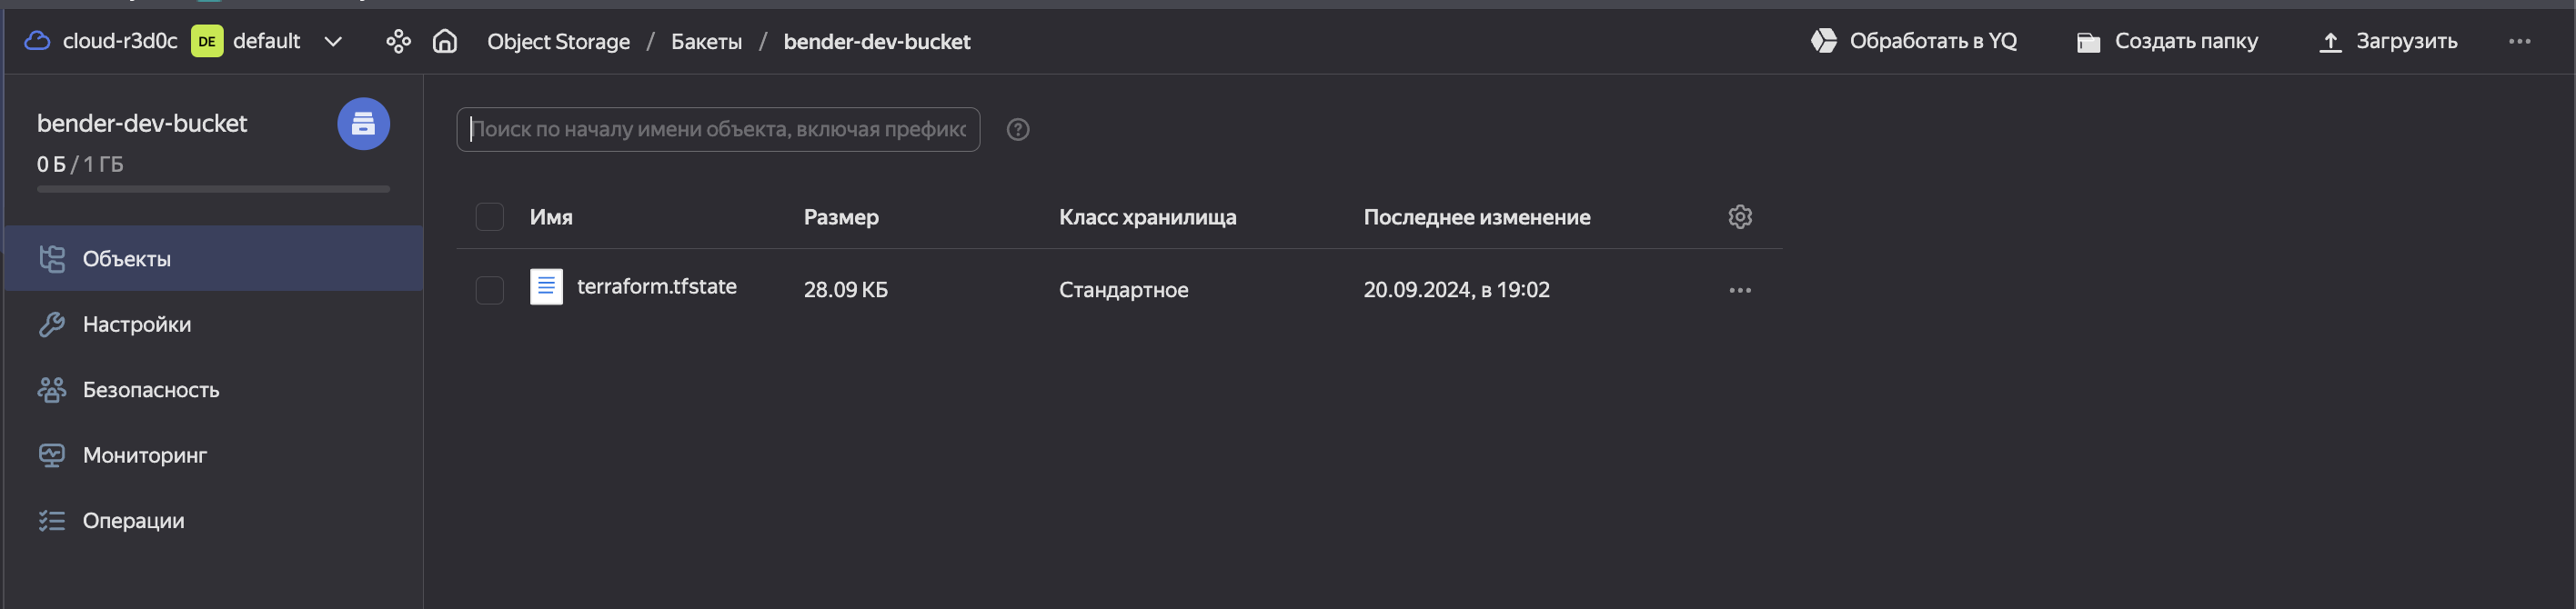 cloud-r3d0c DE default Object Storage / Бакеты / bender-dev-bucket Обработать в YQ Создать папку Загрузить
bender-dev-bucket
0 Б / 1 ГБ
Объекты
Настройки
Безопасность
Мониторинг
Операции
Поиск по началу имени объекта, включая префикс
Имя Размер Класс хранилища Последнее изменение
terraform.tfstate 28.09 КБ Стандартное 20.09.2024, в 19:02